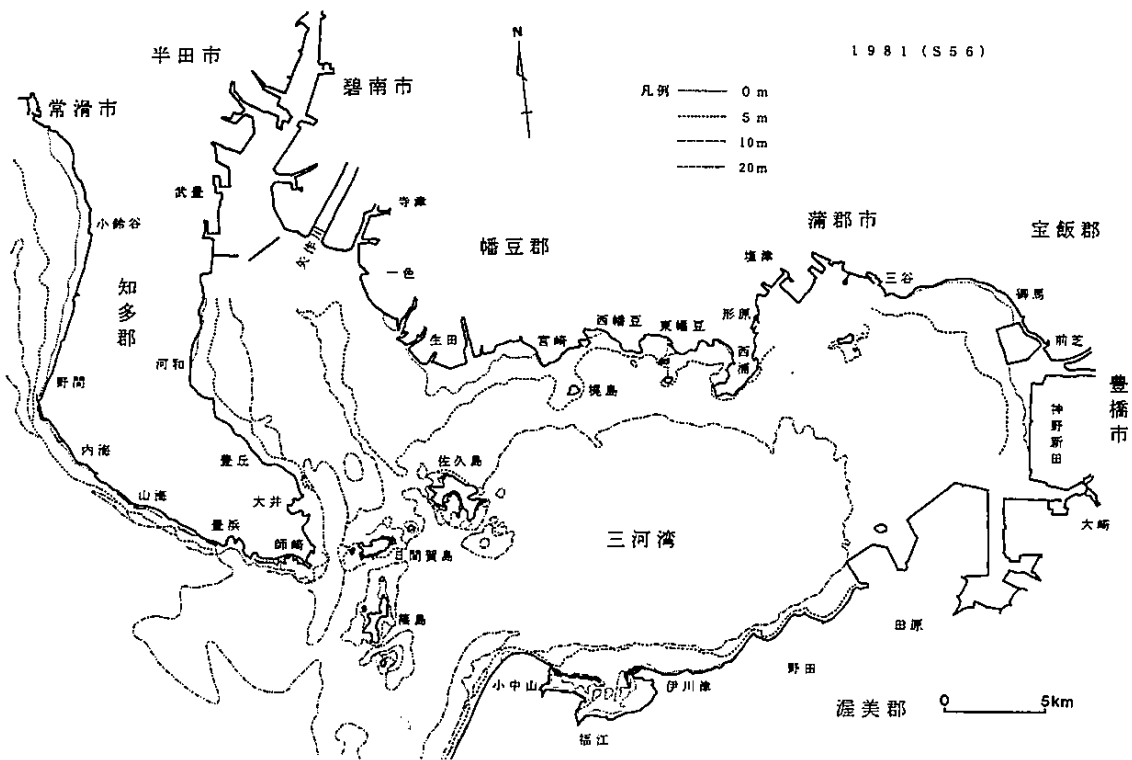 1981 (S56)
半田市
碧南市
常滑市
凡例 0m
5m
10m
20m
武豊
寺津
小鈴谷
矢作川
幡豆郡
蒲郡市
宝飯郡
塩津
三谷
御馬
一色
知多郡
形原
西幡豆
東幡豆
生田
宮崎
前芝
河和
西浦
野間
梶島
豊橋市
神野新田
内海
豊丘
佐久島
山海
大井
大崎
豊浜
師崎
日間賀島
三河湾
篠島
田原
野田
小中山
伊川津
渥美郡
0 5km
福江
N